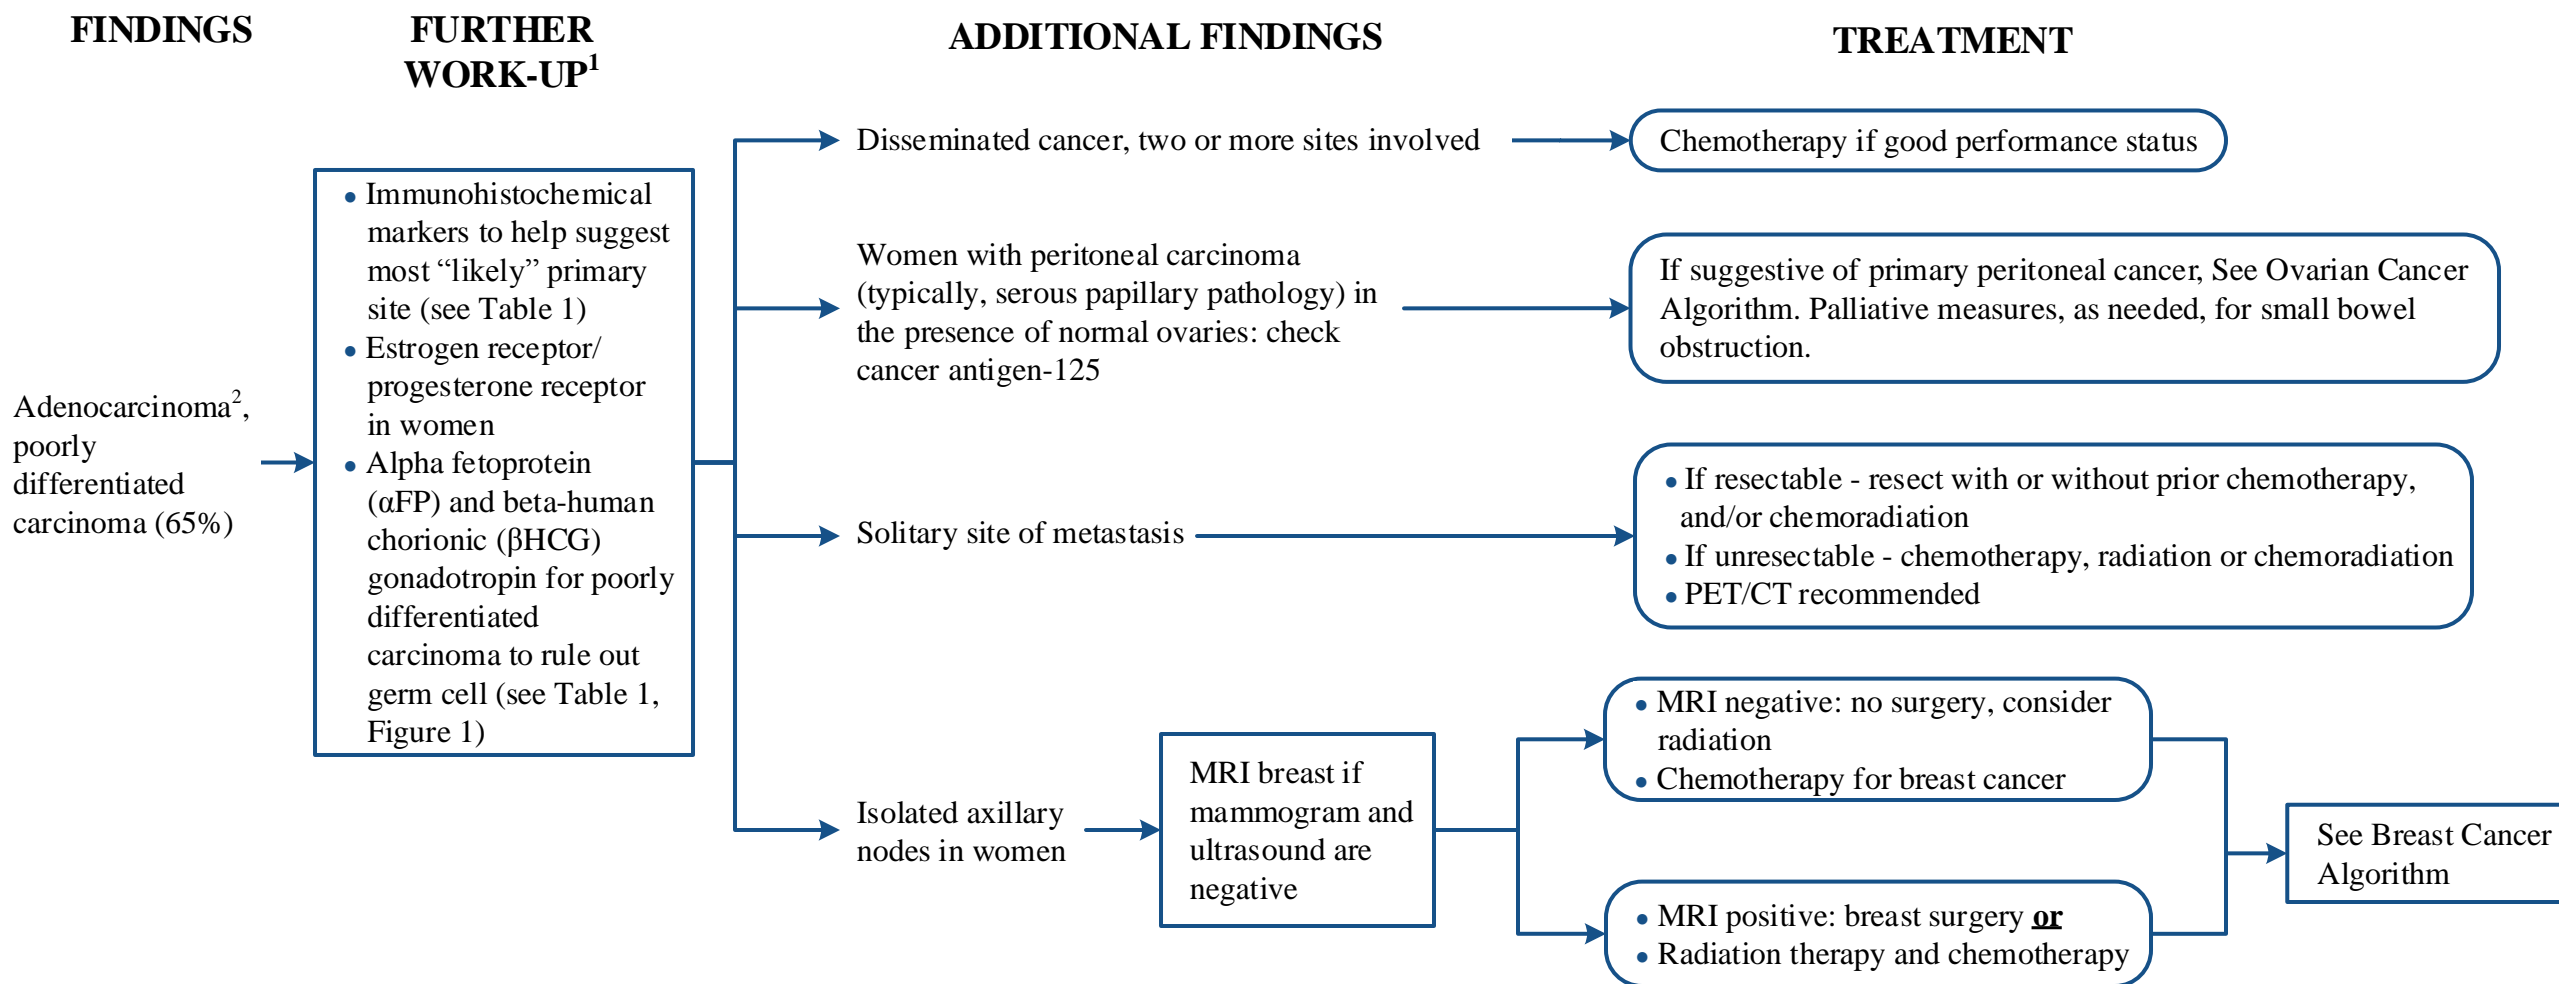 FINDINGS
FURTHER
WORK-UP1
ADDITIONAL FINDINGS
TREATMENT
Adenocarcinoma2,
poorly
differentiated
carcinoma (65%)
• Immunohistochemical
markers to help suggest
most “likely” primary
site (see Table 1)
• Estrogen receptor/
progesterone receptor
in women
• Alpha fetoprotein
(αFP) and beta-human
chorionic (βHCG)
gonadotropin for poorly
differentiated
carcinoma to rule out
germ cell (see Table 1,
Figure 1)
Disseminated cancer, two or more sites involved
Chemotherapy if good performance status
Women with peritoneal carcinoma
(typically, serous papillary pathology) in
the presence of normal ovaries: check
cancer antigen-125
If suggestive of primary peritoneal cancer, See Ovarian Cancer
Algorithm. Palliative measures, as needed, for small bowel
obstruction.
Solitary site of metastasis
• If resectable - resect with or without prior chemotherapy,
and/or chemoradiation
• If unresectable - chemotherapy, radiation or chemoradiation
• PET/CT recommended
Isolated axillary
nodes in women
MRI breast if
mammogram and
ultrasound are
negative
• MRI negative: no surgery, consider
radiation
• Chemotherapy for breast cancer
• MRI positive: breast surgery or
• Radiation therapy and chemotherapy
See Breast Cancer
Algorithm